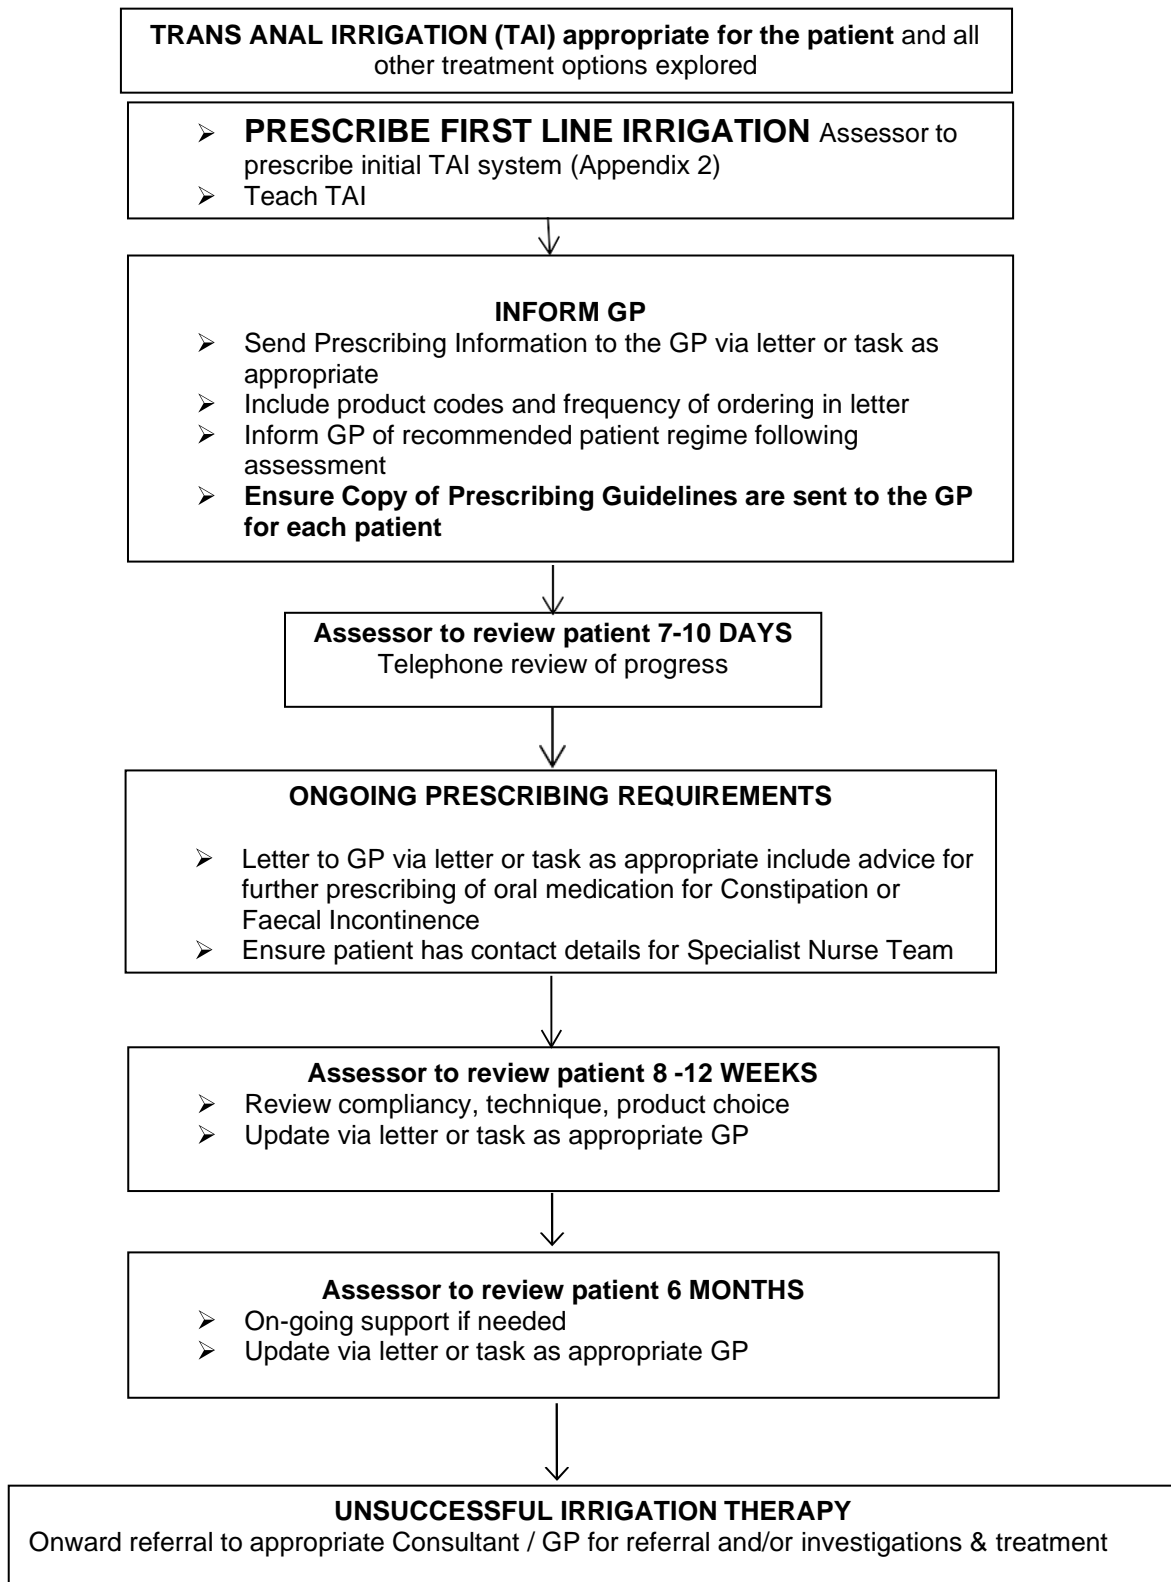 TRANS ANAL IRRIGATION (TAI) appropriate for the patient and all
other treatment options explored
➢ PRESCRIBE FIRST LINE IRRIGATION Assessor to
prescribe initial TAI system (Appendix 2)
➢ Teach TAI
INFORM GP
➢ Send Prescribing Information to the GP via letter or task as
appropriate
➢ Include product codes and frequency of ordering in letter
➢ Inform GP of recommended patient regime following
assessment
➢ Ensure Copy of Prescribing Guidelines are sent to the GP
for each patient
Assessor to review patient 7-10 DAYS
Telephone review of progress
ONGOING PRESCRIBING REQUIREMENTS
➢ Letter to GP via letter or task as appropriate include advice for
further prescribing of oral medication for Constipation or
Faecal Incontinence
➢ Ensure patient has contact details for Specialist Nurse Team
Assessor to review patient 8 -12 WEEKS
➢ Review compliancy, technique, product choice
➢ Update via letter or task as appropriate GP
Assessor to review patient 6 MONTHS
➢ On-going support if needed
➢ Update via letter or task as appropriate GP
UNSUCCESSFUL IRRIGATION THERAPY
Onward referral to appropriate Consultant / GP for referral and/or investigations & treatment